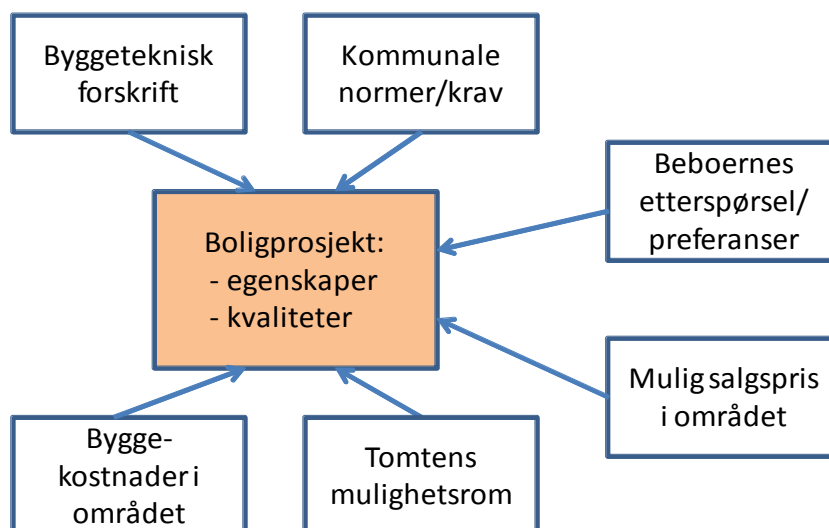 Byggeteknisk
forskrift
Kommunale
normer/krav
Beboernes
etterspørsel/
preferanser
Boligprosjekt:
- egenskaper
- kvaliteter
Mulig salgspris
i området
Bygge-
kostnader i
området
Tomtens
mulighetsrom